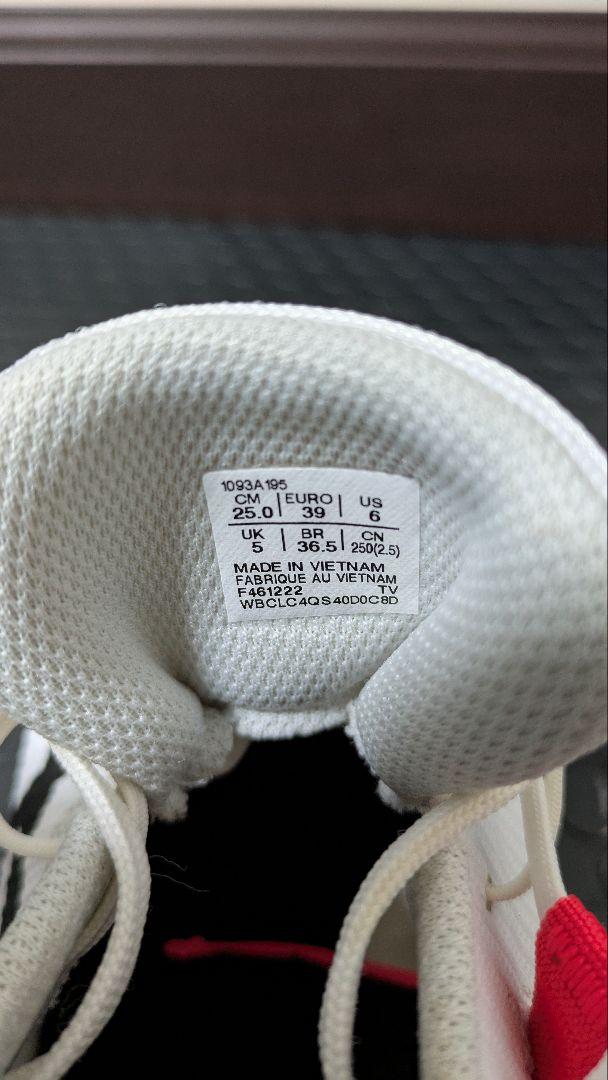 1093A195
CM | EURO | US
25.0 | 39 | 6
UK | BR | CN
5 | 36.5 | 250(2.5)
MADE IN VIETNAM
FABRIQUE AU VIETNAM
F461222 TV
WBCLC4QS40D0C8D